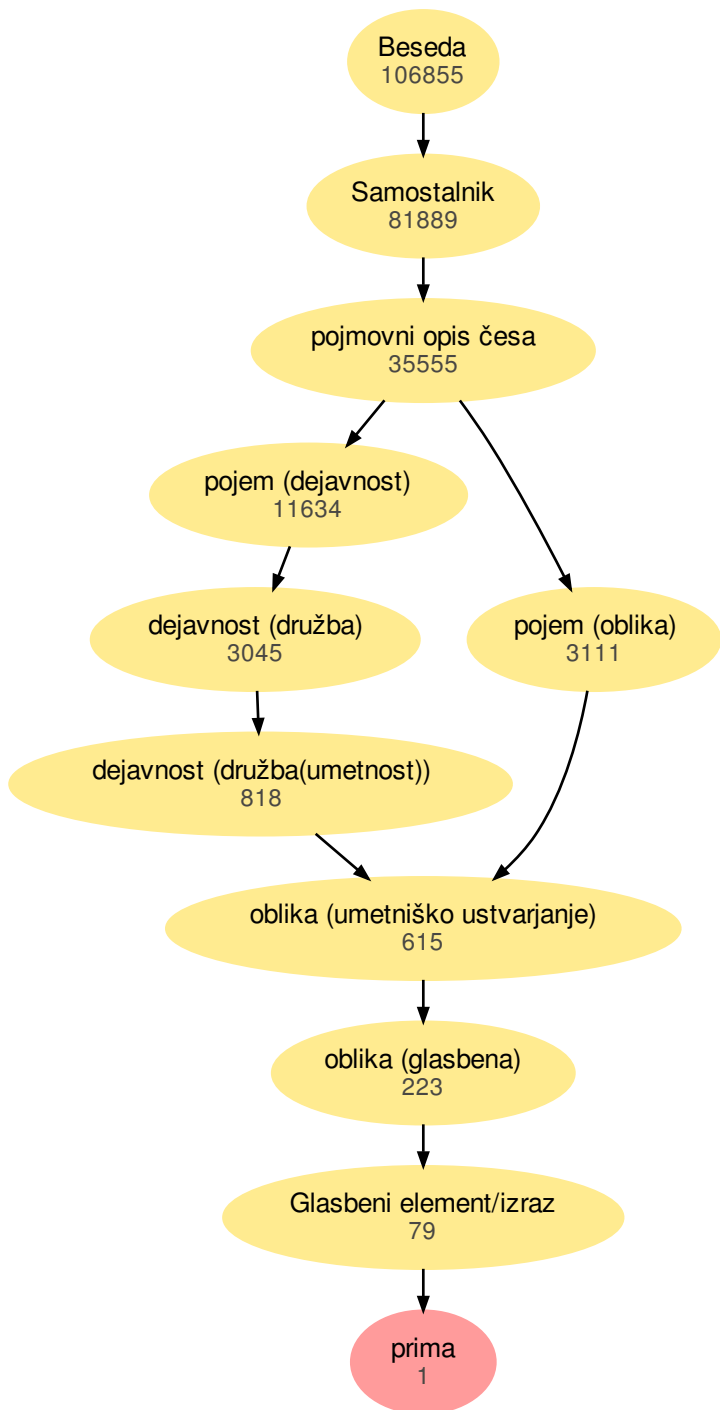 Beseda
106855
Samostalnik
81889
pojmovni opis česa
35555
pojem (dejavnost)
11634
dejavnost (družba)
3045
pojem (oblika)
3111
dejavnost (družba(umetnost))
818
oblika (umetniško ustvarjanje)
615
oblika (glasbena)
223
Glasbeni element/izraz
79
prima
1